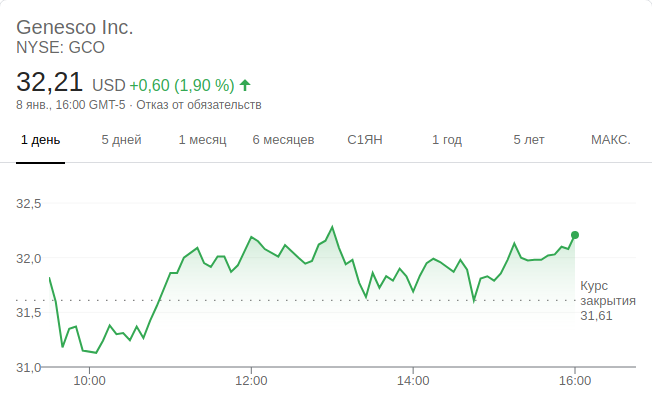 Genesco Inc.
NYSE: GCO
32,21 USD +0,60 (1,90 %)
8 янв., 16:00 GMT-5 · Отказ от обязательств
1 день 5 дней 1 месяц 6 месяцев С1ЯН 1 год 5 лет МАКС.
32,5
32,0
31,5
31,0
Курс
закрытия
31,61
10:00 12:00 14:00 16:00